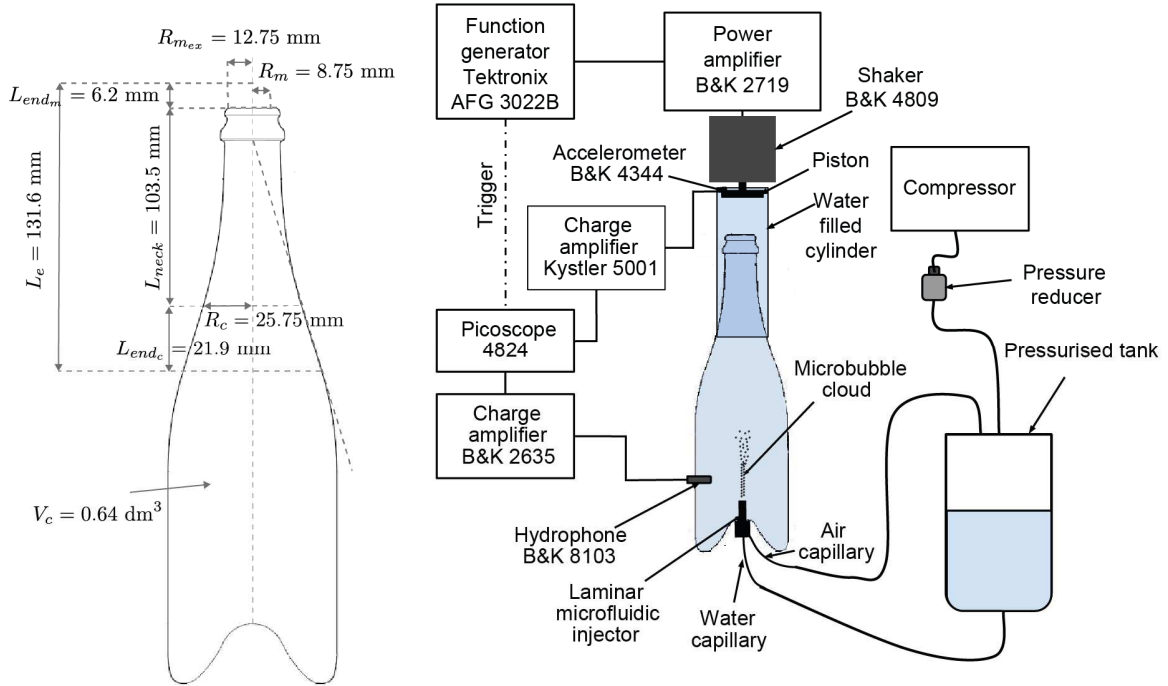 R_{m_{ex}} = 12.75 mm
R_m = 8.75 mm
L_{end_m} = 6.2 mm
L_e = 131.6 mm
L_{neck} = 103.5 mm
R_c = 25.75 mm
L_{end_c} = 21.9 mm
V_c = 0.64 dm³
Function
generator
Tektronix
AFG 3022B
Power
amplifier
B&K 2719
Shaker
B&K 4809
Accelerometer
B&K 4344
Piston
Water
filled
cylinder
Trigger
Charge
amplifier
Kystler 5001
Picoscope
4824
Charge
amplifier
B&K 2635
Compressor
Pressure
reducer
Pressurised tank
Microbubble
cloud
Hydrophone
B&K 8103
Air
capillary
Laminar
microfluidic
injector
Water
capillary